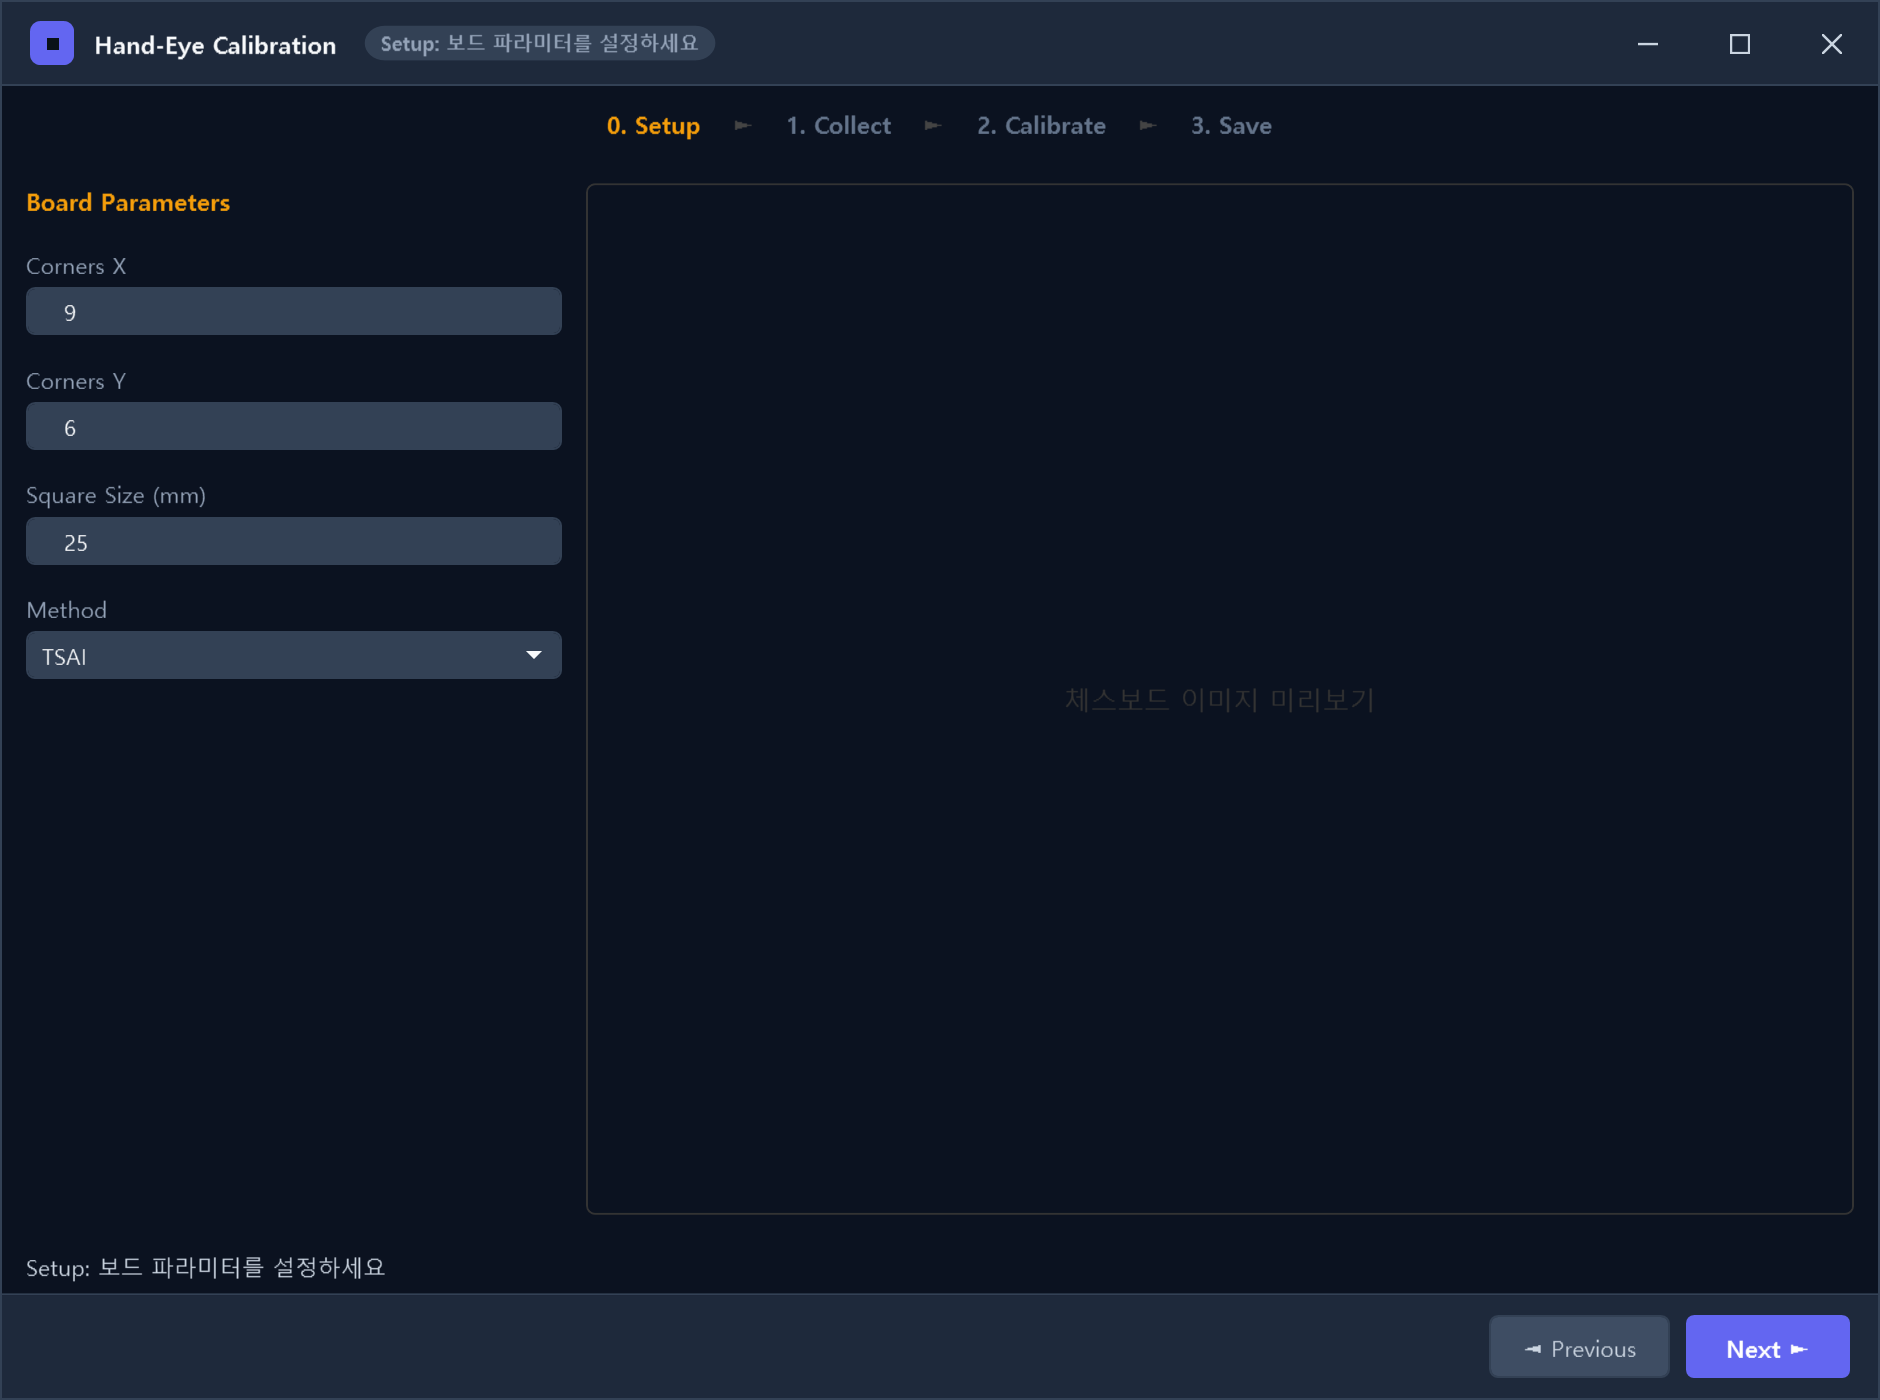 Hand-Eye Calibration
Setup: 보드 파라미터를 설정하세요
0. Setup ► 1. Collect ► 2. Calibrate ► 3. Save
Board Parameters
Corners X
9
Corners Y
6
Square Size (mm)
25
Method
TSAI
체스보드 이미지 미리보기
Setup: 보드 파라미터를 설정하세요
◄ Previous
Next ►